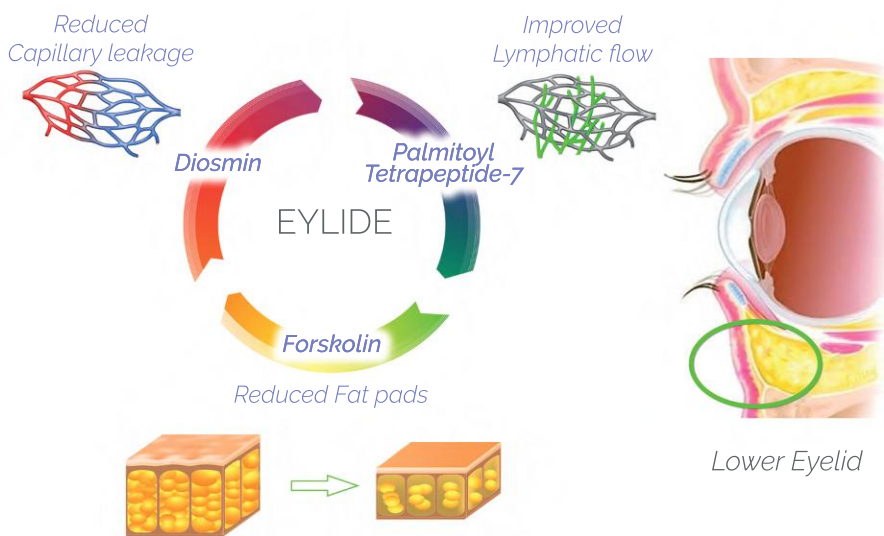 Reduced
Capillary leakage
Improved
Lymphatic flow
Diosmin
Palmitoyl
Tetrapeptide-7
EYLIDE
Forskolin
Reduced Fat pads
Lower Eyelid